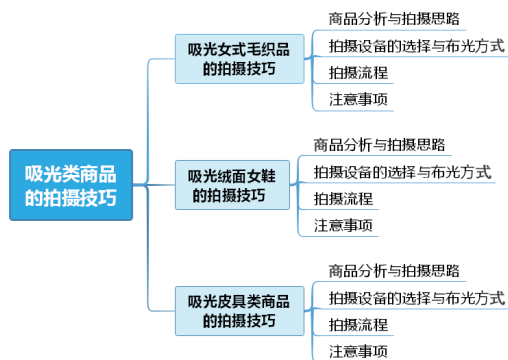 吸光类商品
的拍摄技巧
吸光女式毛织品
的拍摄技巧
商品分析与拍摄思路
拍摄设备的选择与布光方式
拍摄流程
注意事项
吸光绒面女鞋
的拍摄技巧
商品分析与拍摄思路
拍摄设备的选择与布光方式
拍摄流程
注意事项
吸光皮具类商品
的拍摄技巧
商品分析与拍摄思路
拍摄设备的选择与布光方式
拍摄流程
注意事项